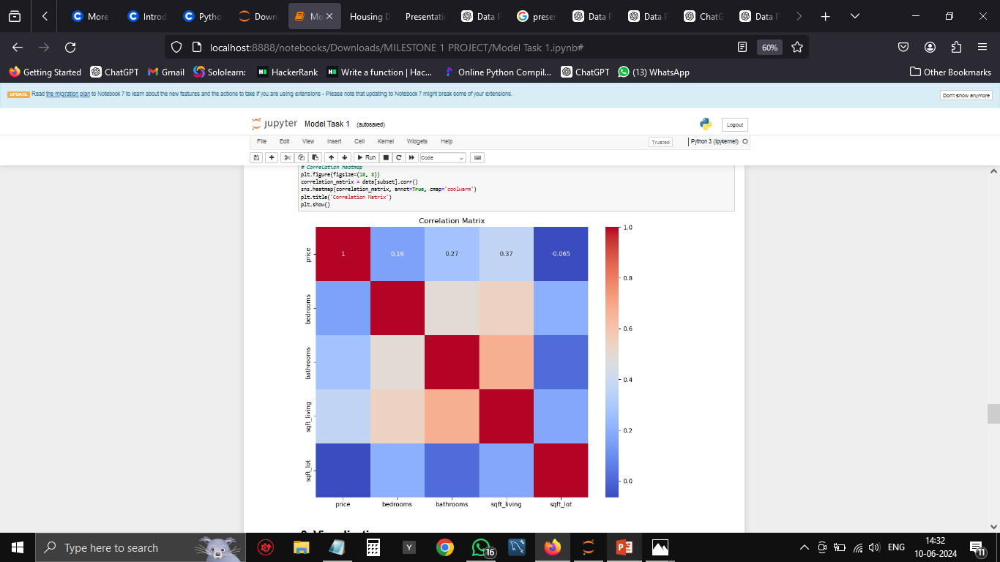 More
Introd
Pytho
Down
Mo
Housing D
Presentati
Data P
preser
Data P
Data P
ChatG
Data P
localhost:8888/notebooks/Downloads/MILESTONE 1 PROJECT/Model Task 1.ipynb#
60%
Getting Started
ChatGPT
Gmail
Sololearn:
HackerRank
Write a function | Hac...
Online Python Compil...
ChatGPT
(13) WhatsApp
Other Bookmarks
UPDATE Read the migration plan to Notebook 7 to learn about the new features and the actions to take if you are using extensions - Please note that updating to Notebook 7 might break some of your extensions.
Don't show anymore
jupyter Model Task 1 (autosaved)
Logout
File Edit View Insert Cell Kernel Widgets Help
Trusted
Python 3 (ipykernel)
Run
Code
# Correlation heatmap
plt.figure(figsize=(10, 8))
correlation_matrix = data[subset].corr()
sns.heatmap(correlation_matrix, annot=True, cmap='coolwarm')
plt.title('Correlation Matrix')
plt.show()
Correlation Matrix
price
1 0.16 0.27 0.37 -0.065
bedrooms
bathrooms
sqft_living
sqft_lot
price bedrooms bathrooms sqft_living sqft_lot
1.0
0.8
0.6
0.4
0.2
0.0
Type here to search
Y
16
ENG
14:32
10-06-2024
11